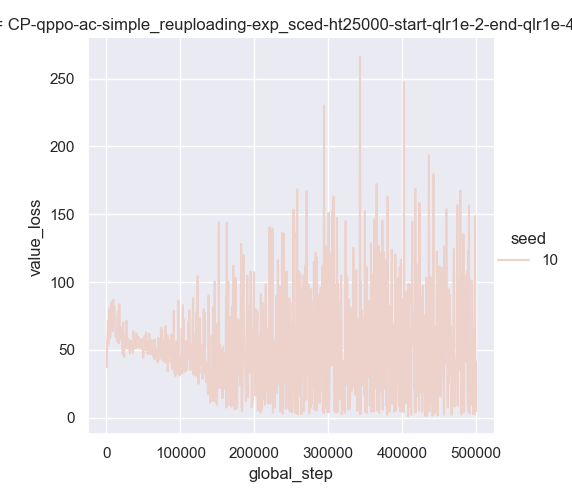 = CP-qppo-ac-simple_reuploading-exp_sced-ht25000-start-qlr1e-2-end-qlr1e-4
250
200
150
100
50
0
value_loss
0 100000 200000 300000 400000 500000
global_step
seed
10